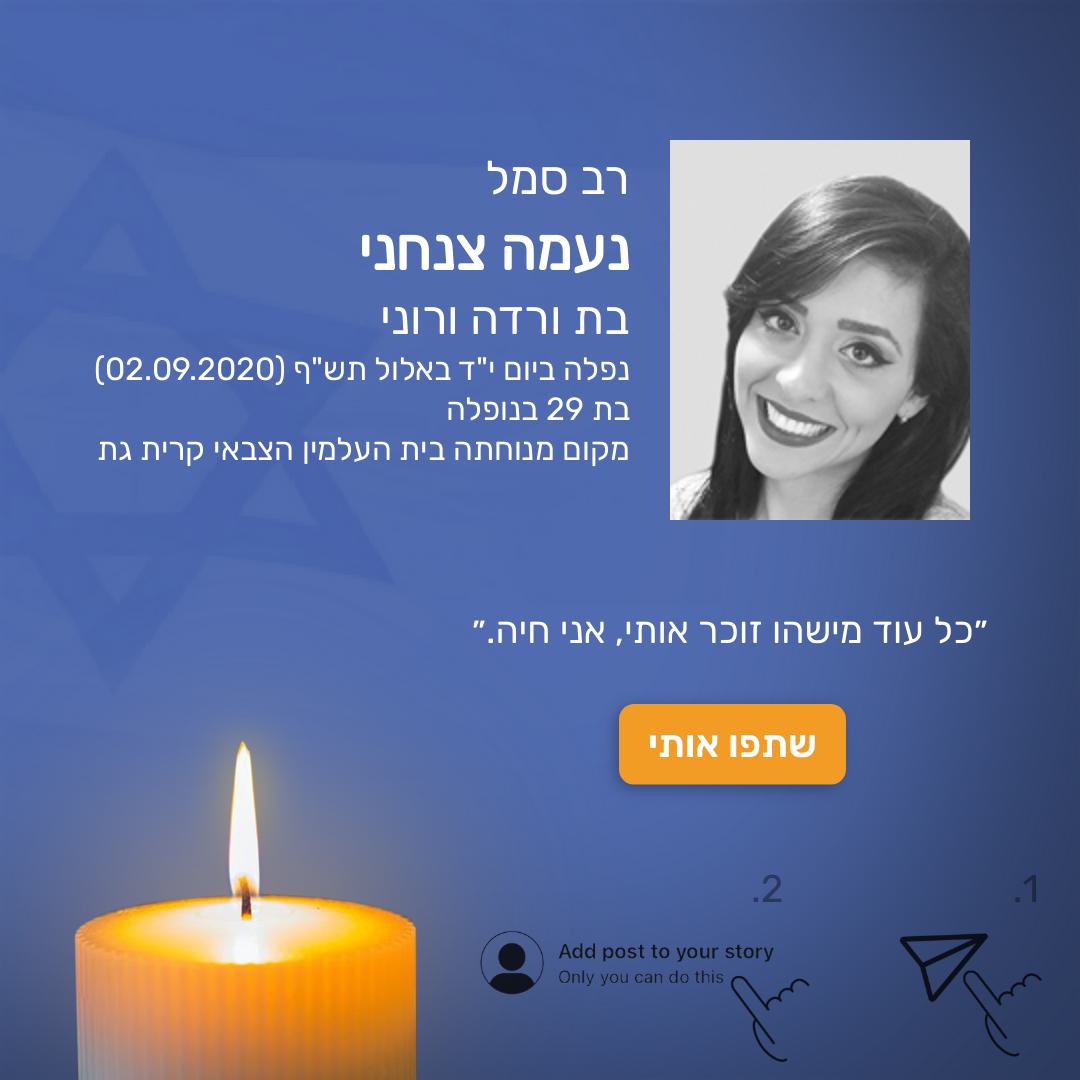 רב סמל
נעמה צנחני
בת ורדה ורוני
נפלה ביום י"ד באלול תש"ף (02.09.2020)
בת 29 בנופלה
מקום מנוחתה בית העלמין הצבאי קרית גת
״כל עוד מישהו זוכר אותי, אני חיה.״
שתפו אותי
1.
2.
Add post to your story
Only you can do this